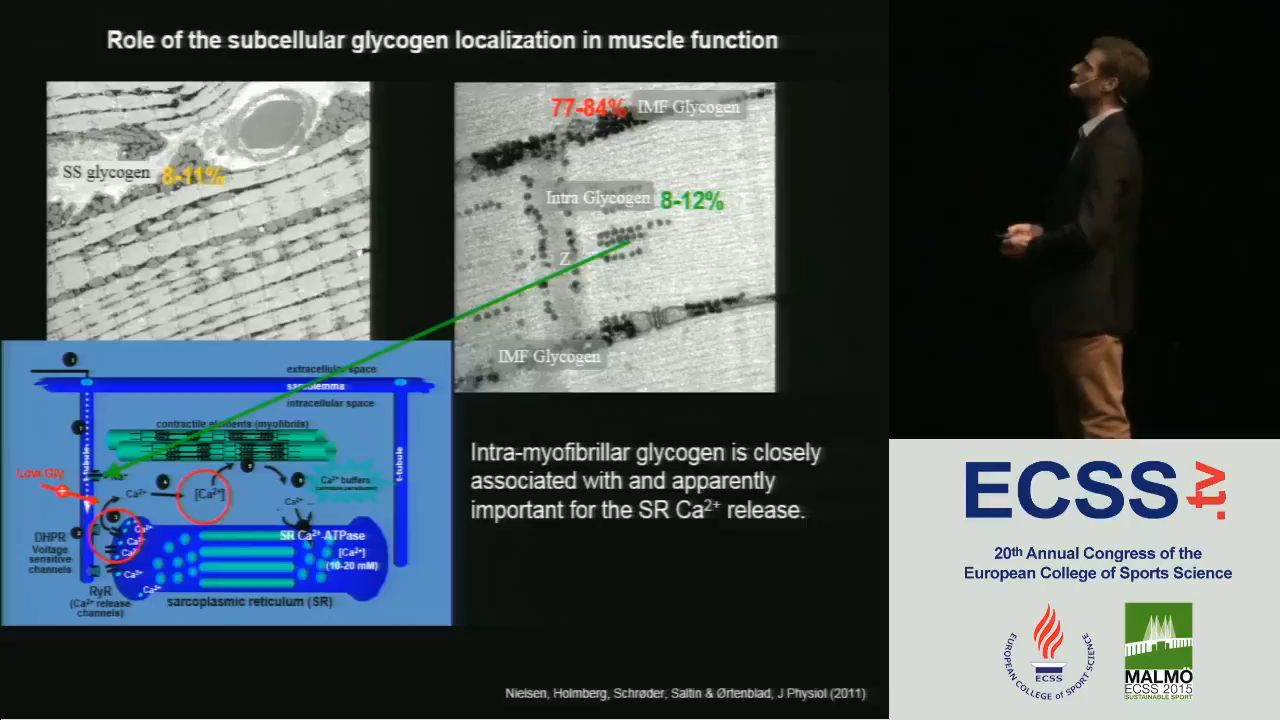 Role of the subcellular glycogen localization in muscle function
SS glycogen 8-11%
77-84% IMF Glycogen
Intra Glycogen 8-12%
Z
IMF Glycogen
extracellular space
sarcolemma
intracellular space
contractile elements (myofibrils)
t-tubule
t-tubule
Low Gly
Ca²⁺
[Ca²⁺]
Ca²⁺
Ca²⁺ buffers
Ca²⁺
Ca²⁺
Ca²⁺
Ca²⁺
Ca²⁺
DHPR
Voltage
sensitive
channels
SR Ca²⁺-ATPase
[Ca²⁺]
(10-20 mM)
RyR
(Ca²⁺ release
channels)
sarcoplasmic reticulum (SR)
Intra-myofibrillar glycogen is closely
associated with and apparently
important for the SR Ca²⁺ release.
Nielsen, Holmberg, Schrøder, Saltin & Ørtenblad, J Physiol (2011)
ECSS.tv
20th Annual Congress of the
European College of Sports Science
EUROPEAN COLLEGE OF SPORT SCIENCE
ECSS
MALMÖ
ECSS 2015
SUSTAINABLE SPORT